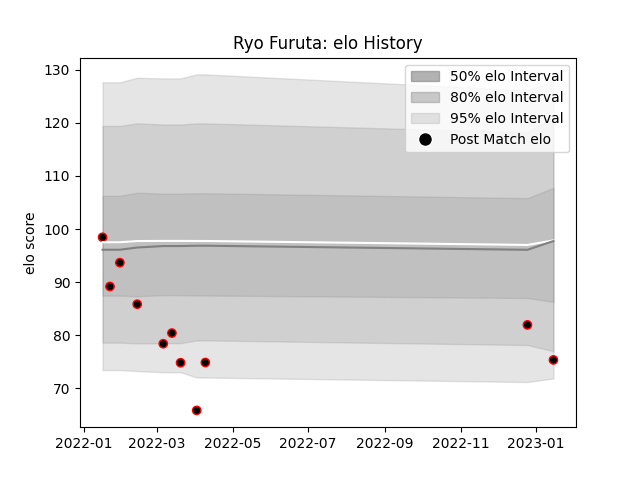 Ryo Furuta: elo History
130
120
110
100
90
80
70
elo score
50% elo Interval
80% elo Interval
95% elo Interval
Post Match elo
2022-01
2022-03
2022-05
2022-07
2022-09
2022-11
2023-01